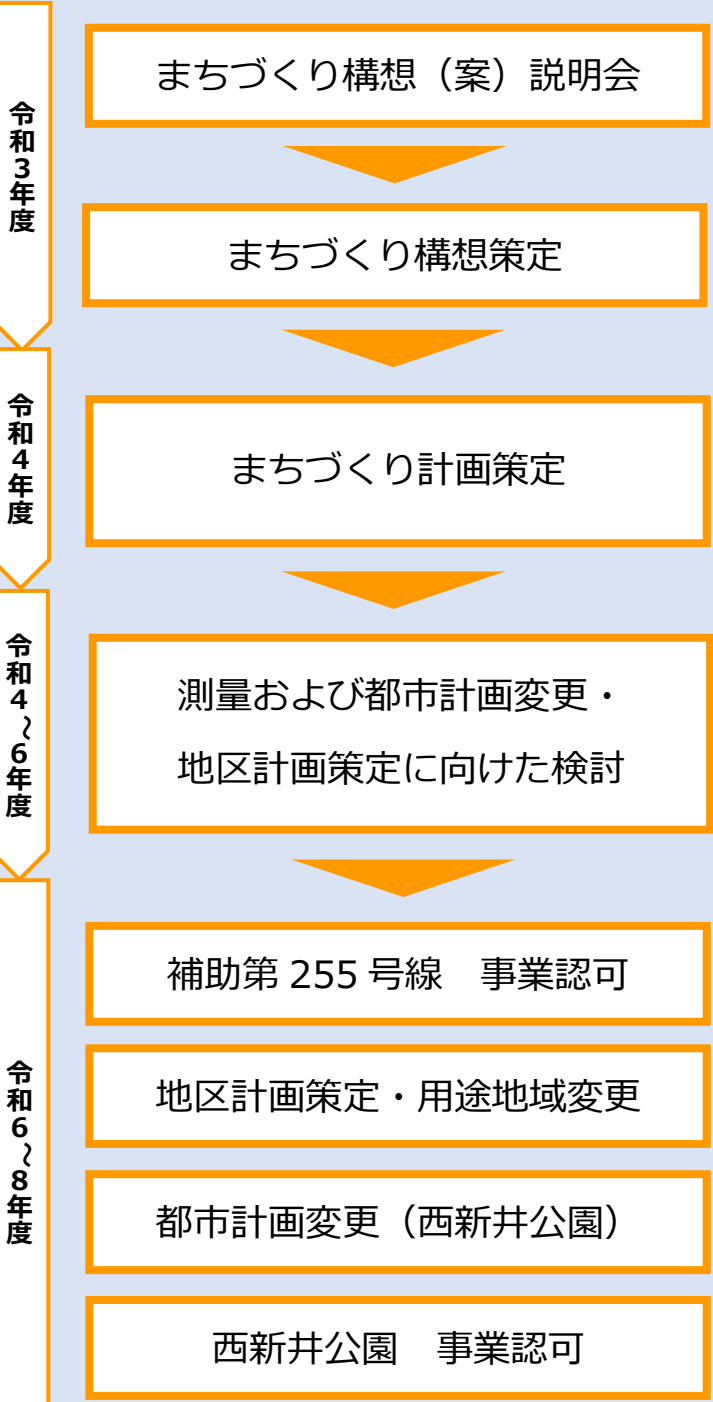 令和3年度
まちづくり構想（案）説明会
まちづくり構想策定
令和4年度
まちづくり計画策定
令和4～6年度
測量および都市計画変更・
地区計画策定に向けた検討
令和6～8年度
補助第 255 号線　事業認可
地区計画策定・用途地域変更
都市計画変更（西新井公園）
西新井公園　事業認可